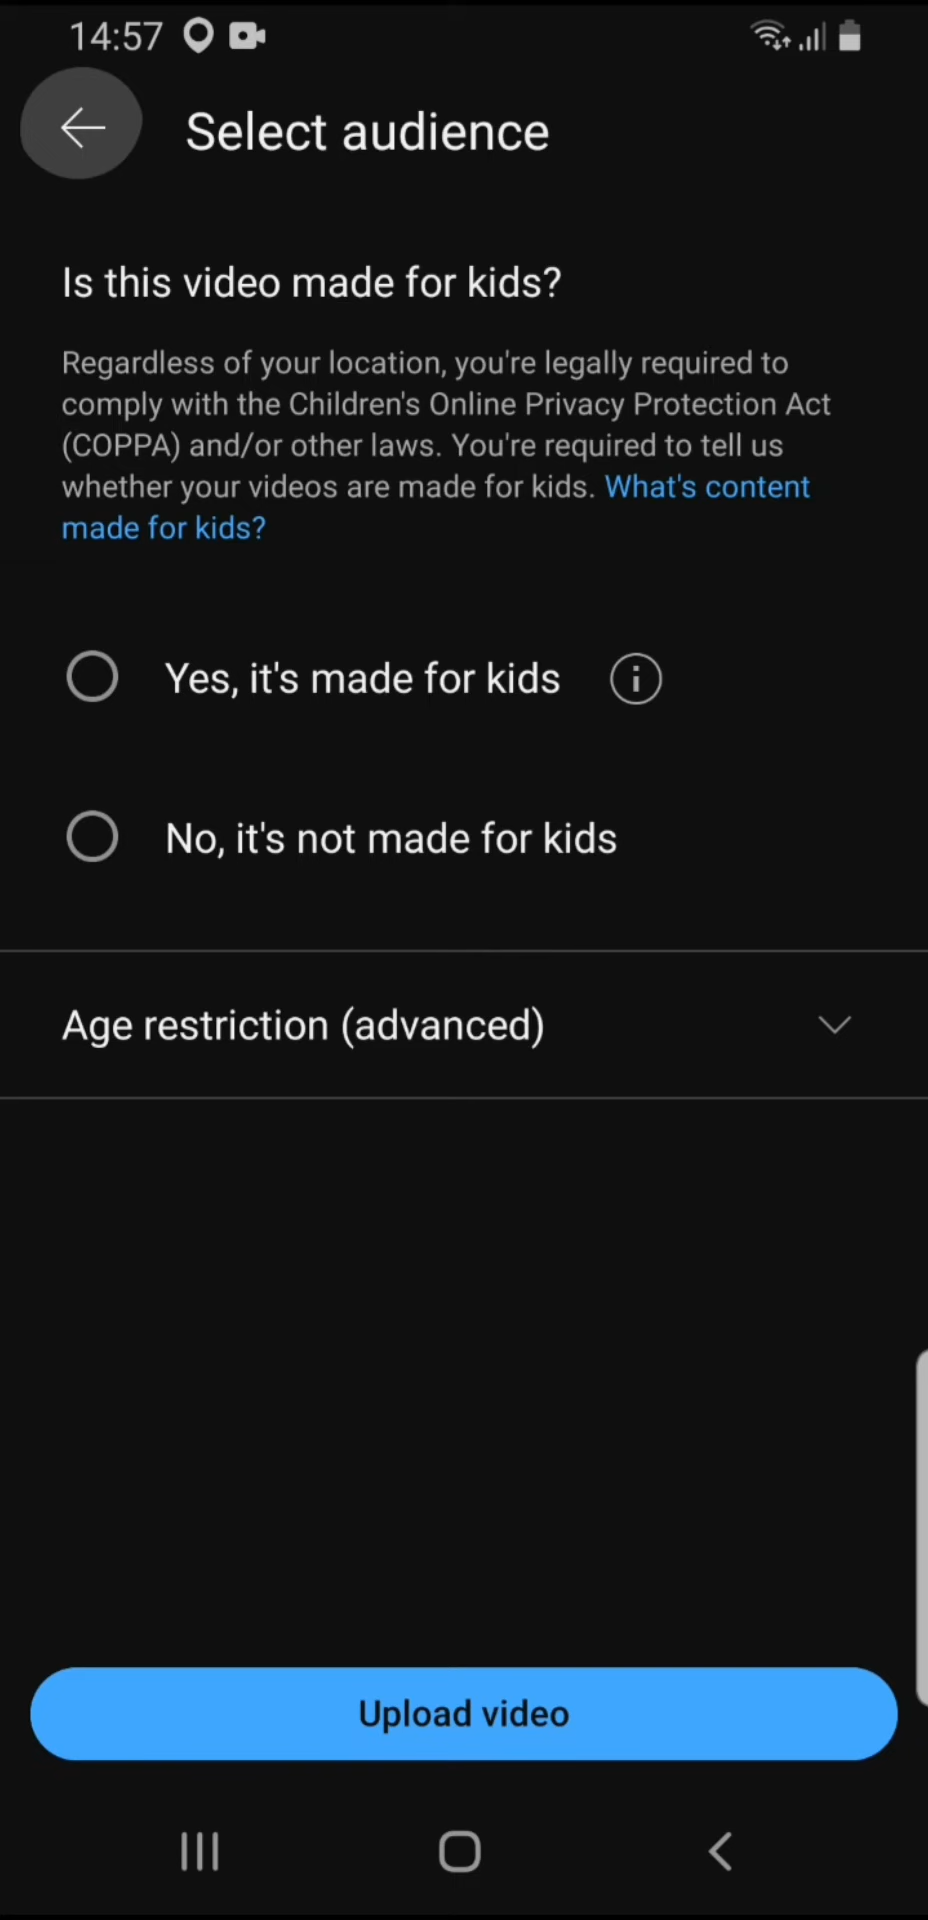 14:57
Select audience
Is this video made for kids?
Regardless of your location, you're legally required to
comply with the Children's Online Privacy Protection Act
(COPPA) and/or other laws. You're required to tell us
whether your videos are made for kids. What's content
made for kids?
Yes, it's made for kids
No, it's not made for kids
Age restriction (advanced)
Upload video